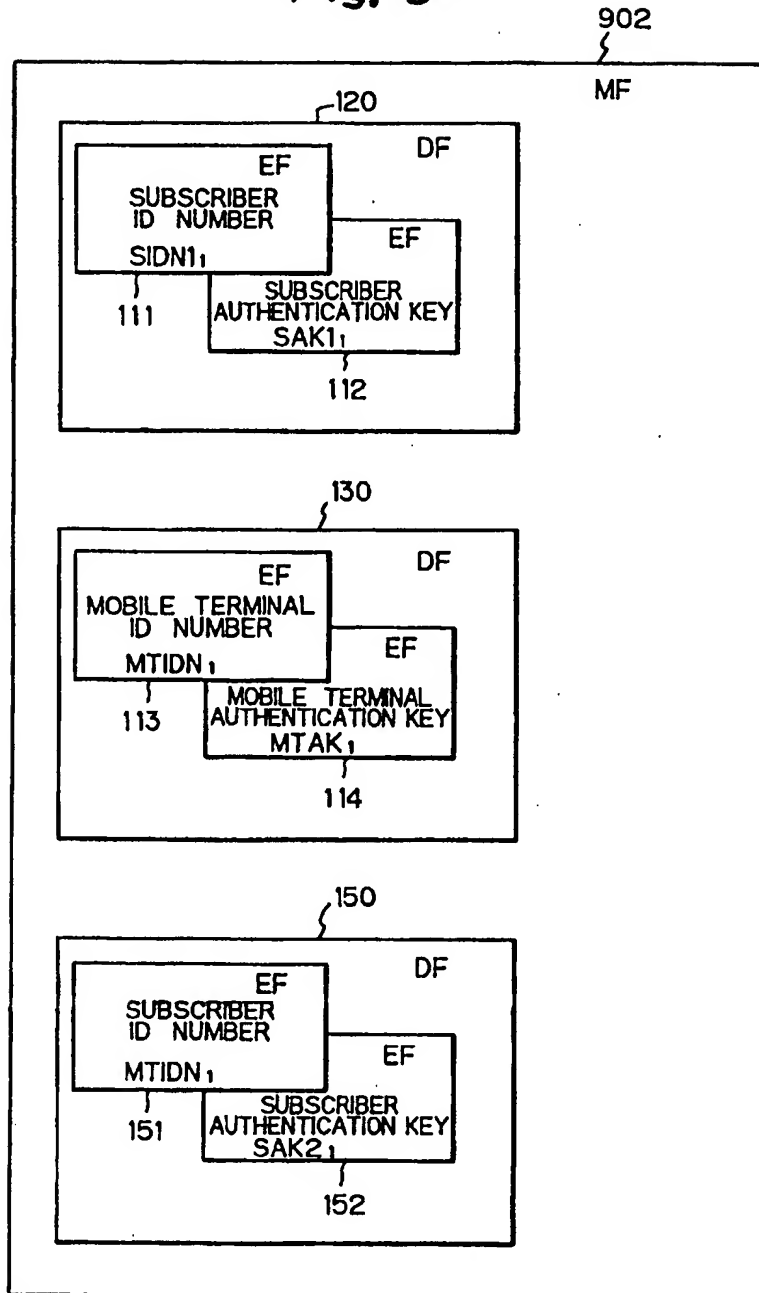 902
MF
120
DF
EF
SUBSCRIBER
ID NUMBER
SIDN1₁
111
EF
SUBSCRIBER
AUTHENTICATION KEY
SAK1₁
112
130
DF
EF
MOBILE TERMINAL
ID NUMBER
MTIDN₁
113
EF
MOBILE TERMINAL
AUTHENTICATION KEY
MTAK₁
114
150
DF
EF
SUBSCRIBER
ID NUMBER
MTIDN₁
151
EF
SUBSCRIBER
AUTHENTICATION KEY
SAK2₁
152